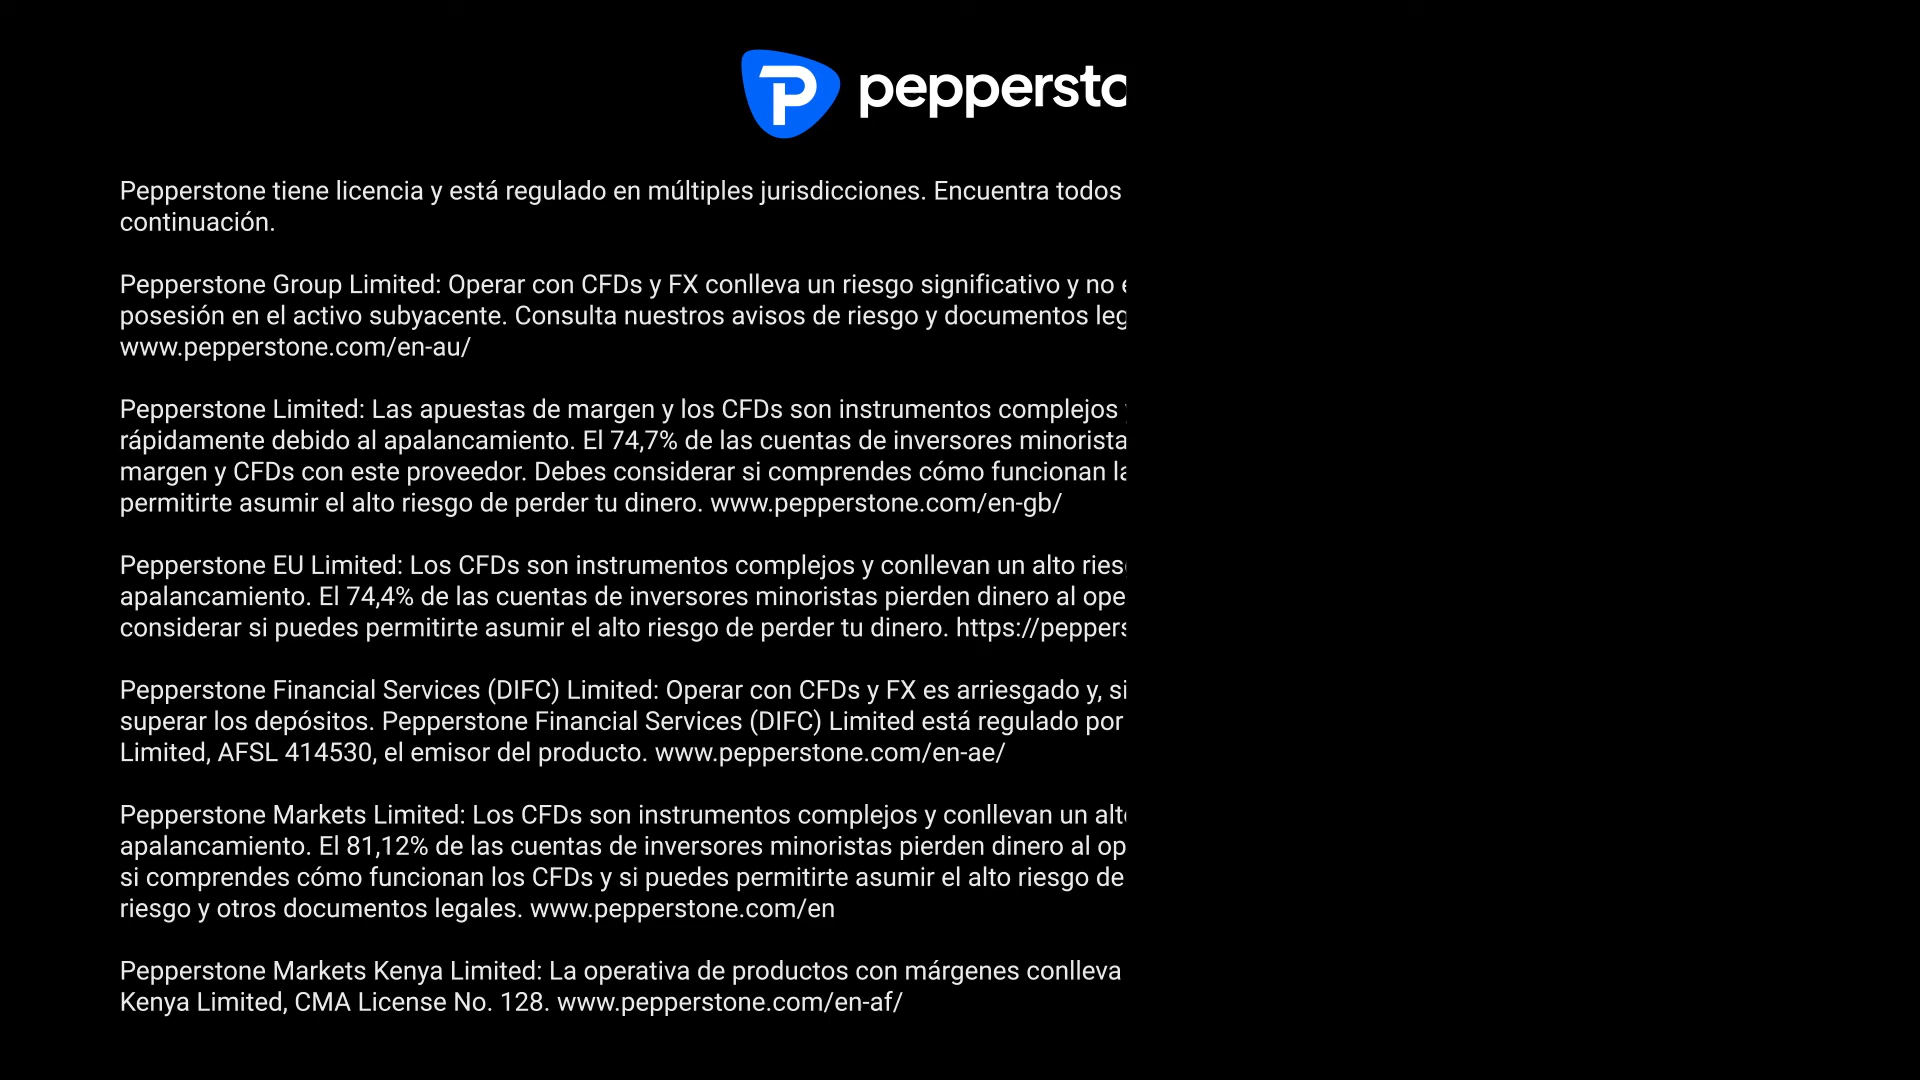 pepperstо
Pepperstone tiene licencia y está regulado en múltiples jurisdicciones. Encuentra todos
continuación.
Pepperstone Group Limited: Operar con CFDs y FX conlleva un riesgo significativo y no
posesión en el activo subyacente. Consulta nuestros avisos de riesgo y documentos leg
www.pepperstone.com/en-au/
Pepperstone Limited: Las apuestas de margen y los CFDs son instrumentos complejos
rápidamente debido al apalancamiento. El 74,7% de las cuentas de inversores minorista
margen y CFDs con este proveedor. Debes considerar si comprendes cómo funcionan la
permitirte asumir el alto riesgo de perder tu dinero. www.pepperstone.com/en-gb/
Pepperstone EU Limited: Los CFDs son instrumentos complejos y conllevan un alto ries
apalancamiento. El 74,4% de las cuentas de inversores minoristas pierden dinero al ope
considerar si puedes permitirte asumir el alto riesgo de perder tu dinero. https://peppers
Pepperstone Financial Services (DIFC) Limited: Operar con CFDs y FX es arriesgado y, si
superar los depósitos. Pepperstone Financial Services (DIFC) Limited está regulado por
Limited, AFSL 414530, el emisor del producto. www.pepperstone.com/en-ae/
Pepperstone Markets Limited: Los CFDs son instrumentos complejos y conllevan un alto
apalancamiento. El 81,12% de las cuentas de inversores minoristas pierden dinero al op
si comprendes cómo funcionan los CFDs y si puedes permitirte asumir el alto riesgo de
riesgo y otros documentos legales. www.pepperstone.com/en
Pepperstone Markets Kenya Limited: La operativa de productos con márgenes conlleva
Kenya Limited, CMA License No. 128. www.pepperstone.com/en-af/